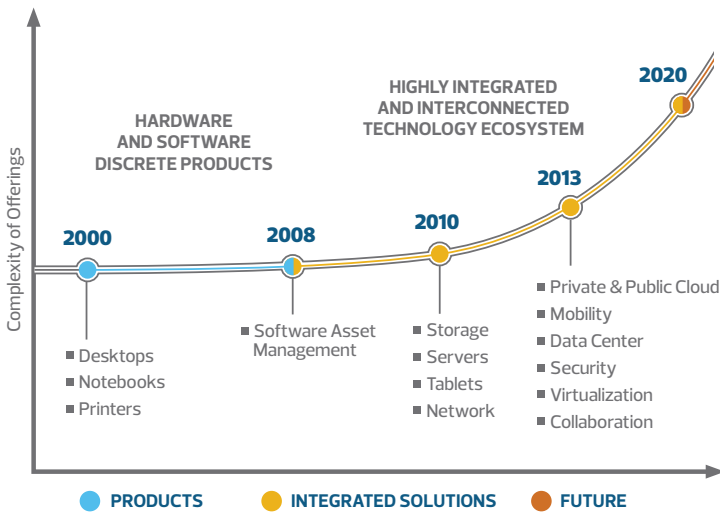 HARDWARE
AND SOFTWARE
DISCRETE PRODUCTS
HIGHLY INTEGRATED
AND INTERCONNECTED
TECHNOLOGY ECOSYSTEM
Complexity of Offerings
2000
Desktops
Notebooks
Printers
2008
Software Asset
Management
2010
Storage
Servers
Tablets
Network
2013
Private & Public Cloud
Mobility
Data Center
Security
Virtualization
Collaboration
2020
PRODUCTS
INTEGRATED SOLUTIONS
FUTURE